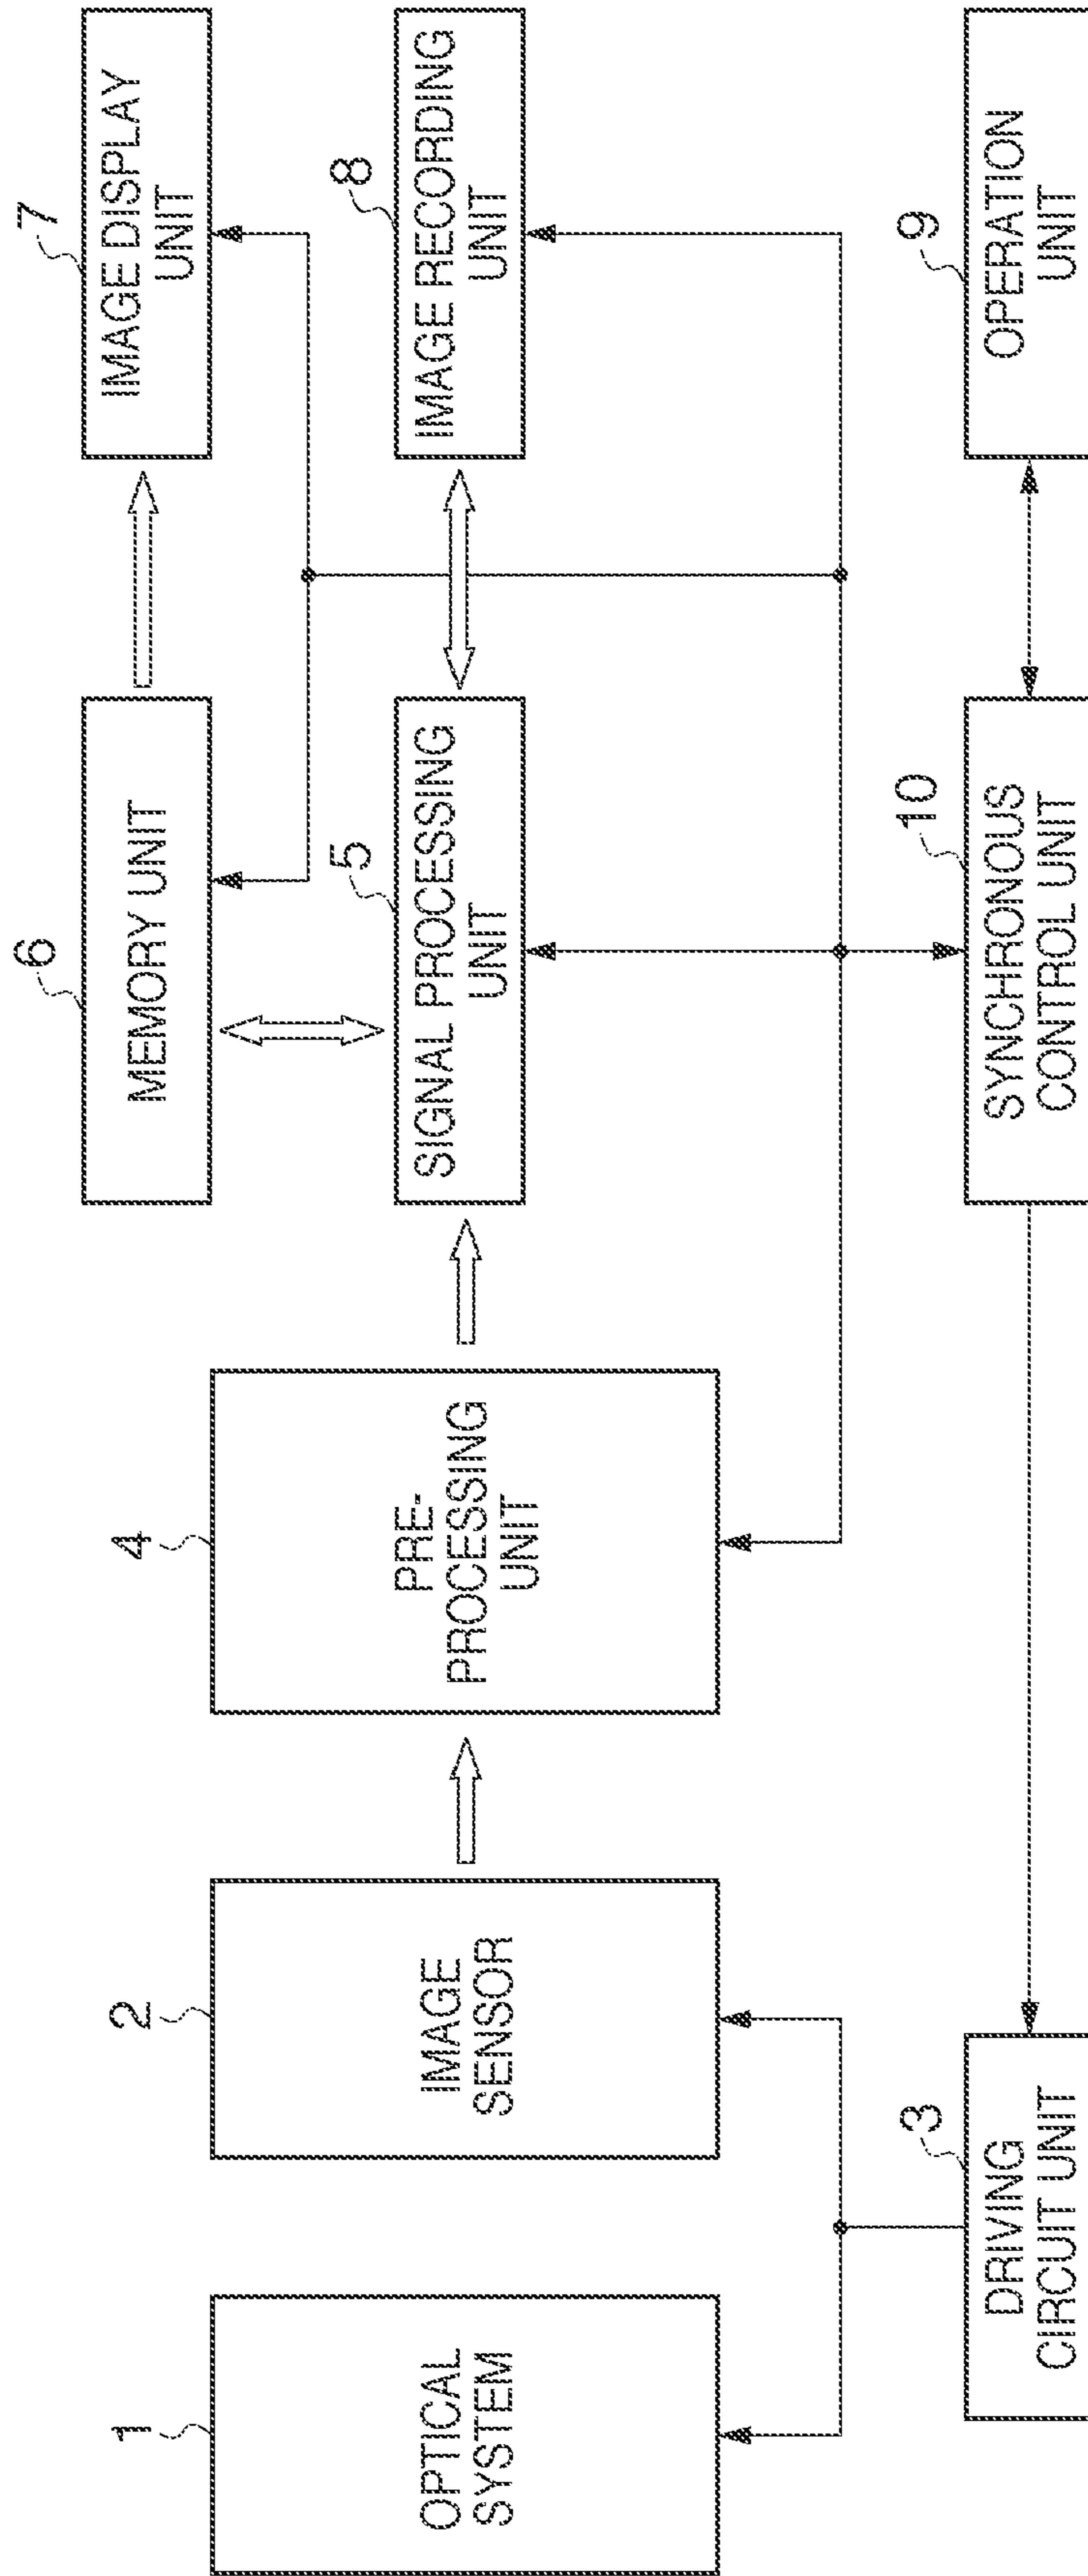 1
OPTICAL
SYSTEM
2
IMAGE
SENSOR
3
DRIVING
CIRCUIT UNIT
4
PRE-
PROCESSING
UNIT
5
SIGNAL PROCESSING
UNIT
6
MEMORY UNIT
7
IMAGE DISPLAY
UNIT
8
IMAGE RECORDING
UNIT
9
OPERATION
UNIT
10
SYNCHRONOUS
CONTROL UNIT